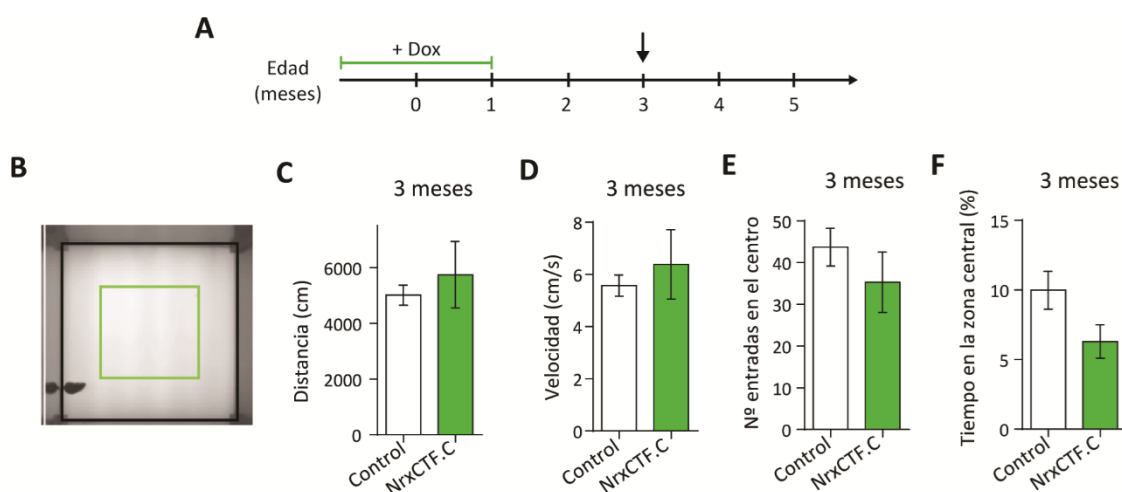 A
+ Dox
Edad
(meses)
0 1 2 3 4 5
B
C
3 meses
Distancia (cm)
6000
4000
2000
0
Control
NrxCTF.C
D
3 meses
Velocidad (cm/s)
8
6
4
2
0
Control
NrxCTF.C
E
3 meses
Nº entradas en el centro
50
40
30
20
10
0
Control
NrxCTF.C
F
3 meses
Tiempo en la zona central (%)
15
10
5
0
Control
NrxCTF.C